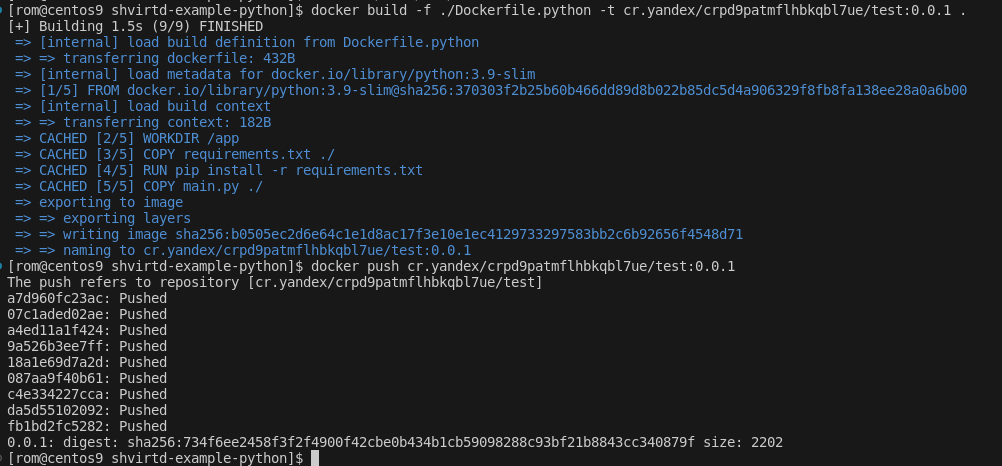 [rom@centos9 shvirtd-example-python]$ docker build -f ./Dockerfile.python -t cr.yandex/crpd9patmflhbkqbl7ue/test:0.0.1 .
[+] Building 1.5s (9/9) FINISHED
=> [internal] load build definition from Dockerfile.python
=> => transferring dockerfile: 432B
=> [internal] load metadata for docker.io/library/python:3.9-slim
=> [1/5] FROM docker.io/library/python:3.9-slim@sha256:370303f2b25b60b466dd89d8b022b85dc5d4a906329f8fb8fa138ee28a0a6b00
=> [internal] load build context
=> => transferring context: 182B
=> CACHED [2/5] WORKDIR /app
=> CACHED [3/5] COPY requirements.txt ./
=> CACHED [4/5] RUN pip install -r requirements.txt
=> CACHED [5/5] COPY main.py ./
=> exporting to image
=> => exporting layers
=> => writing image sha256:b0505ec2d6e64c1e1d8ac17f3e10e1ec4129733297583bb2c6b92656f4548d71
=> => naming to cr.yandex/crpd9patmflhbkqbl7ue/test:0.0.1
[rom@centos9 shvirtd-example-python]$ docker push cr.yandex/crpd9patmflhbkqbl7ue/test:0.0.1
The push refers to repository [cr.yandex/crpd9patmflhbkqbl7ue/test]
a7d960fc23ac: Pushed
07c1aded02ae: Pushed
a4ed11a1f424: Pushed
9a526b3ee7ff: Pushed
18a1e69d7a2d: Pushed
087aa9f40b61: Pushed
c4e334227cca: Pushed
da5d55102092: Pushed
fb1bd2fc5282: Pushed
0.0.1: digest: sha256:734f6ee2458f3f2f4900f42cbe0b434b1cb59098288c93bf21b8843cc340879f size: 2202
[rom@centos9 shvirtd-example-python]$